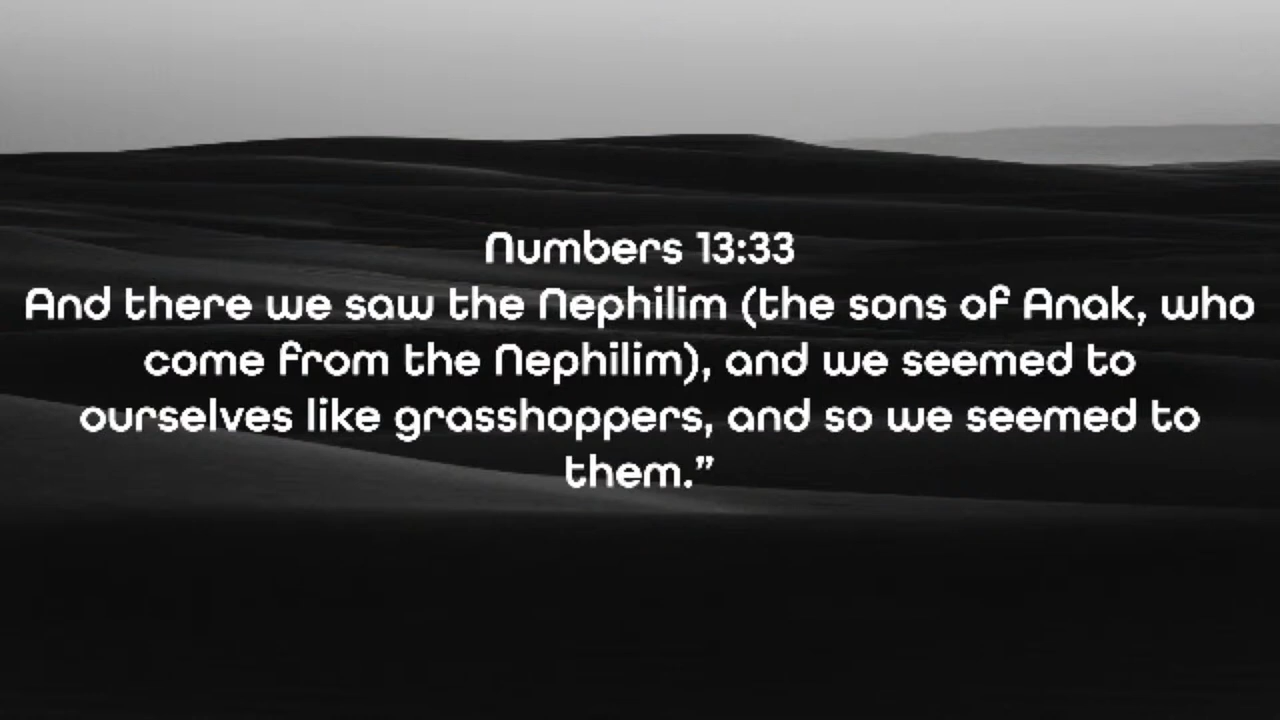 Numbers 13:33
And there we saw the Nephilim (the sons of Anak, who
come from the Nephilim), and we seemed to
ourselves like grasshoppers, and so we seemed to
them.”